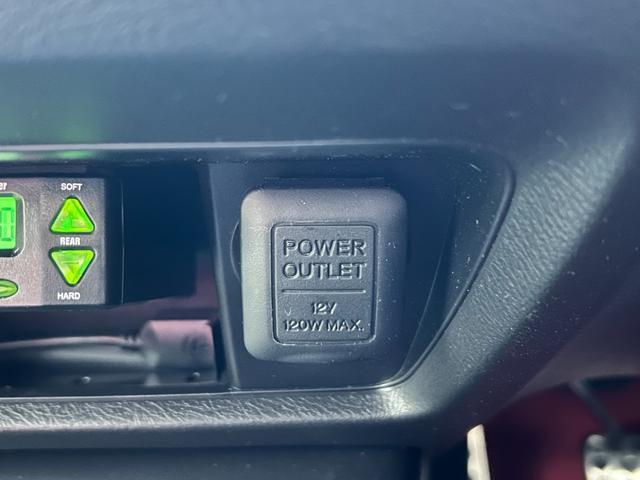 SOFT
REAR
HARD
POWER
OUTLET
12V
120W MAX.